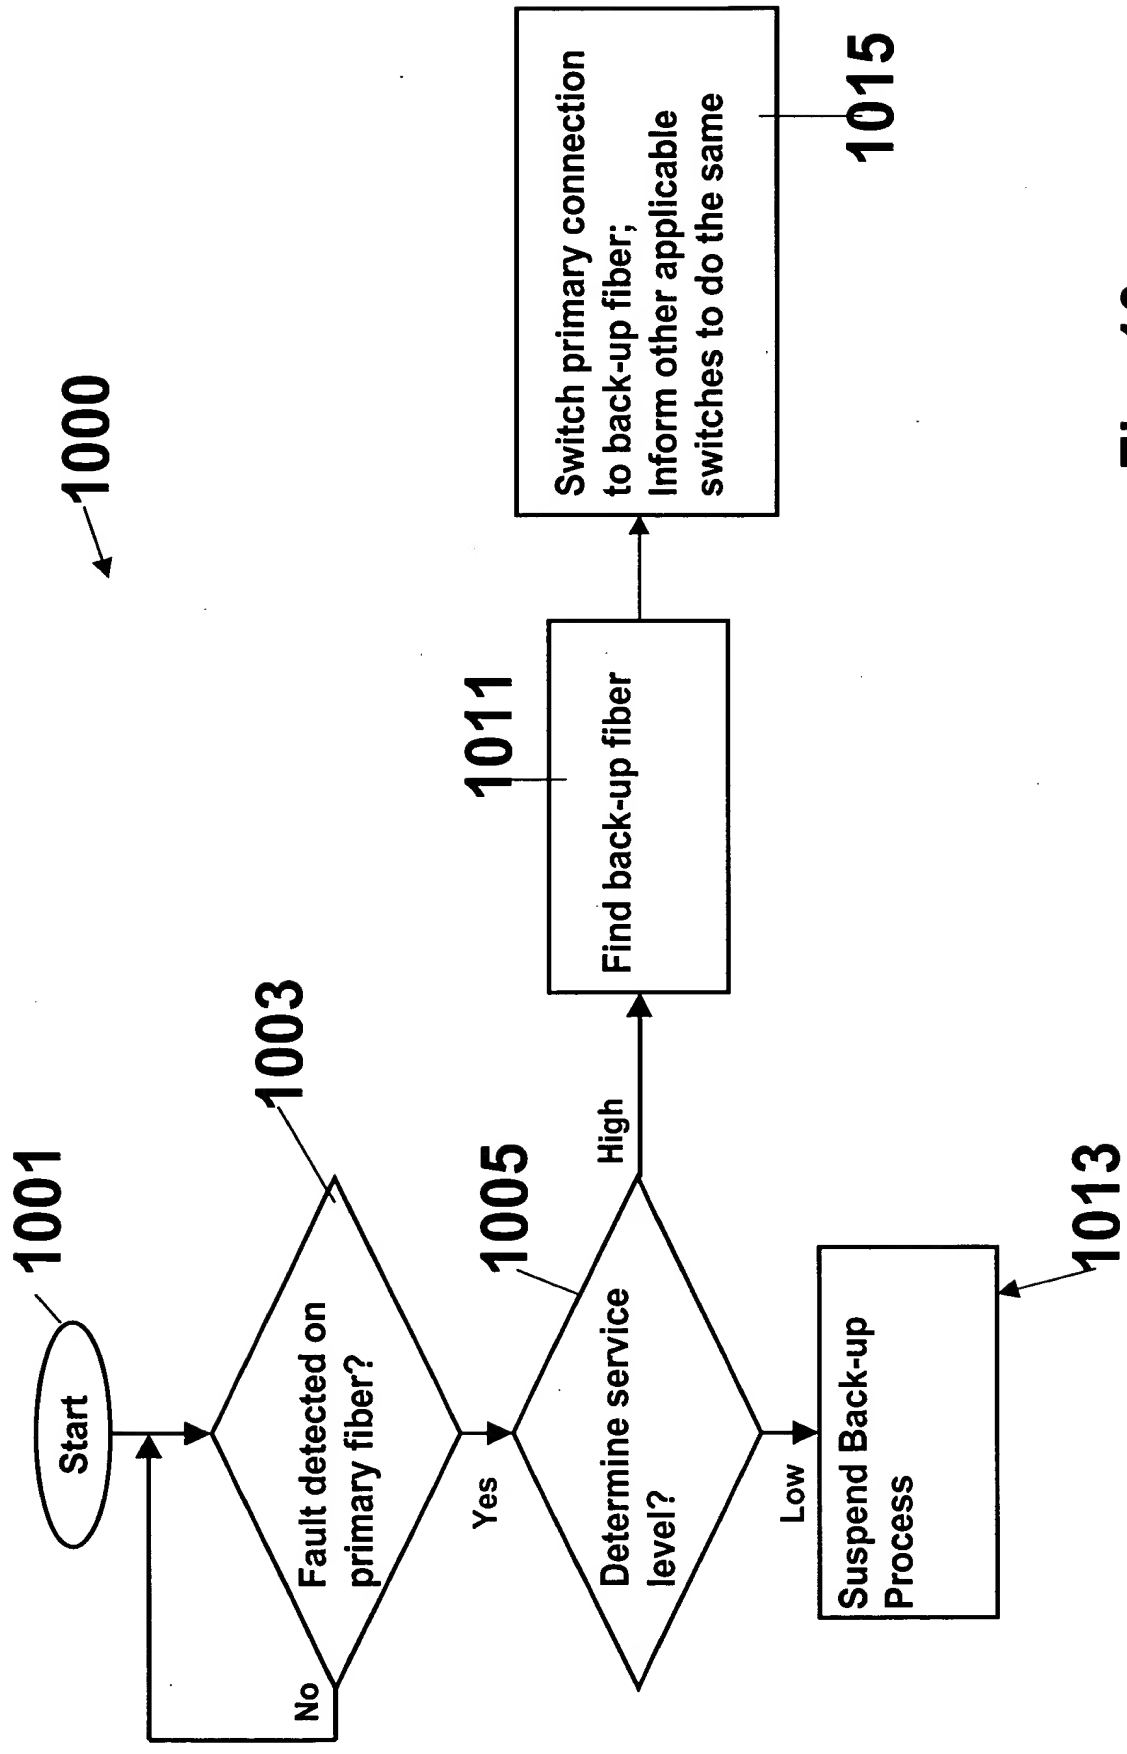 1000
1001
Start
1003
Fault detected on
primary fiber?
No
Yes
1005
Determine service
level?
High
Low
1011
Find back-up fiber
Switch primary connection
to back-up fiber;
Inform other applicable
switches to do the same
1015
Suspend Back-up
Process
1013